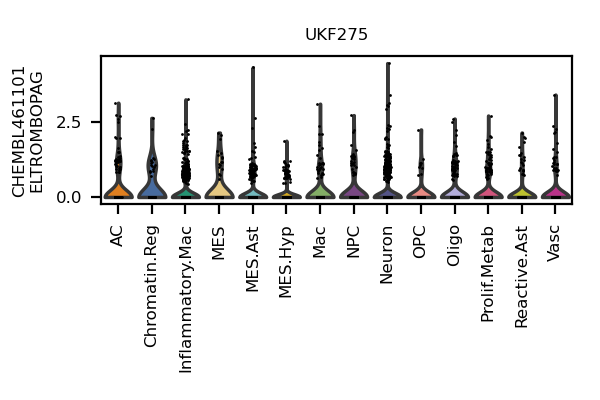 UKF275
CHEMBL461101
ELTROMBOPAG
2.5
0.0
AC
Chromatin.Reg
Inflammatory.Mac
MES
MES.Ast
MES.Hyp
Mac
NPC
Neuron
OPC
Oligo
Prolif.Metab
Reactive.Ast
Vasc